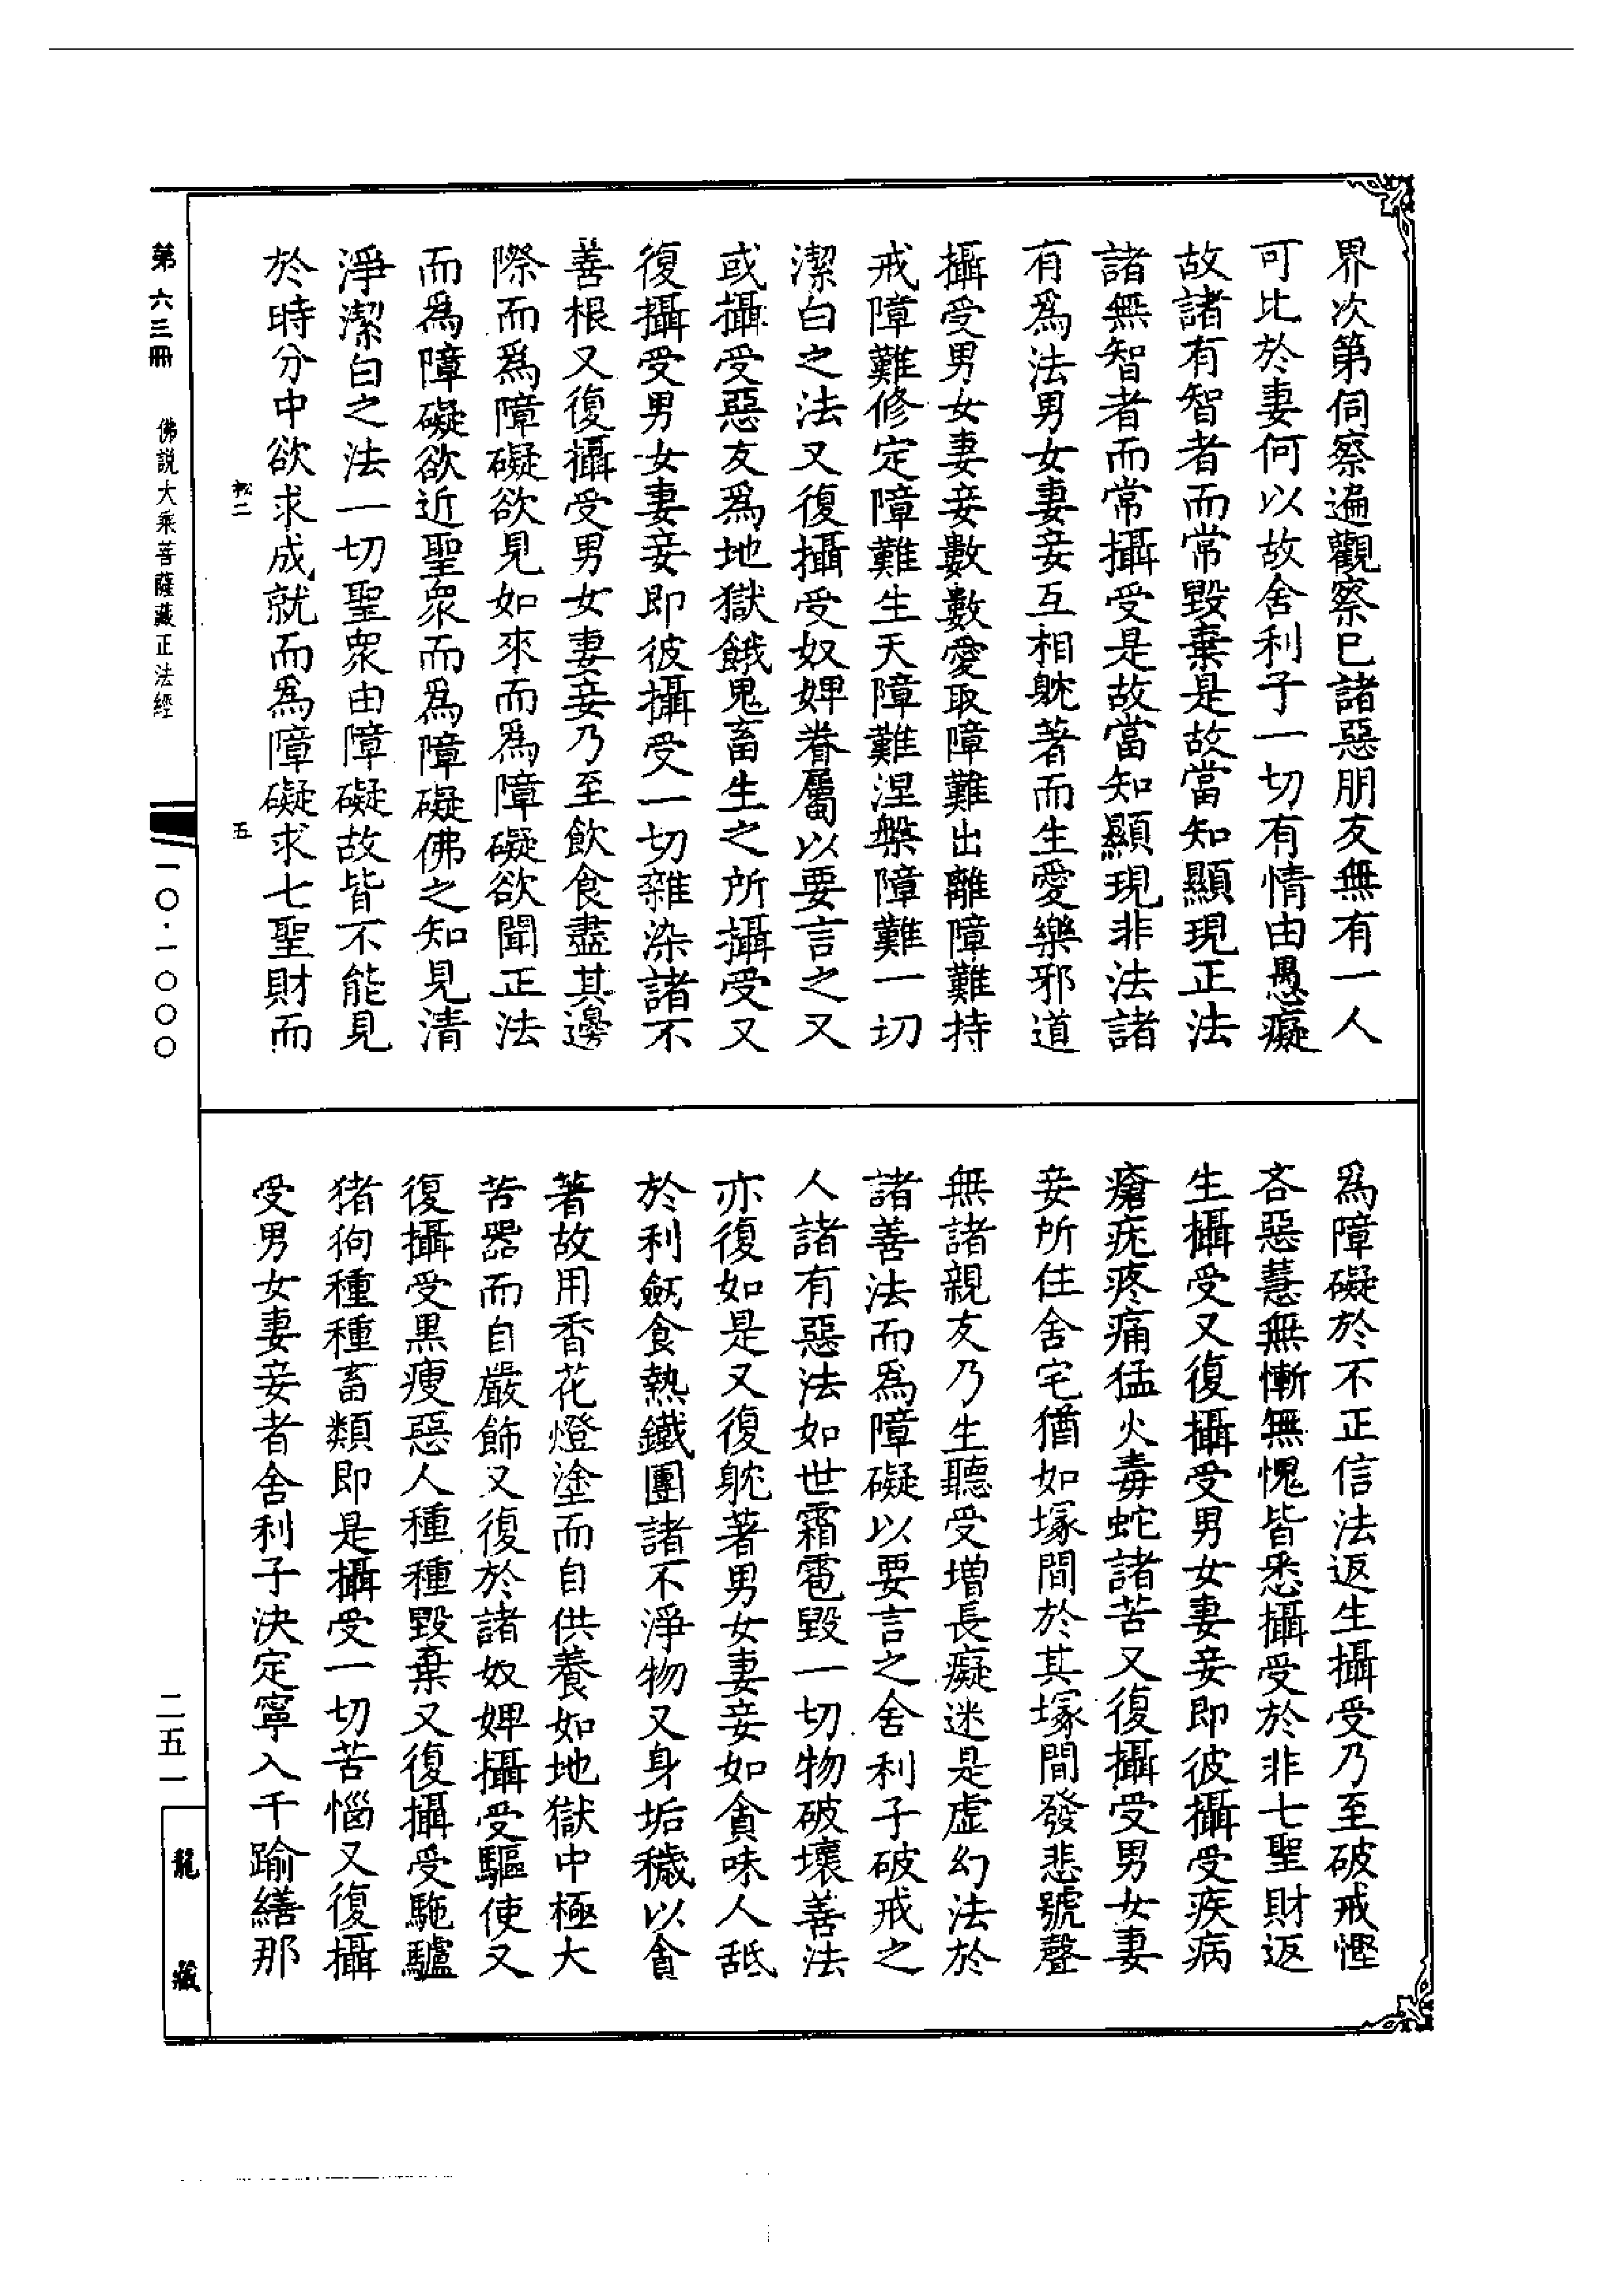 界次第伺察遍觀察巳諸惡朋友無有一人
可比於妻何以故舍利子一切有情由愚癡
故諸有智者而常毀棄是故當知顯現正法
諸無智者而常攝受是故當知顯現非法諸
有爲法男女妻妾互相躭著而生愛樂邪道
攝受男女妻妾數數愛取障難出離障難持
戒障難修定障難生天障難涅槃障難一切
潔白之法又復攝受奴婢眷屬以要言之又
或攝受惡友爲地獄餓鬼畜生之所攝受又
復攝受男女妻妾即彼攝受一切雜染諸不
善根又復攝受男女妻妾乃至飲食盡其邊
際而爲障礙欲見如來而爲障礙欲聞正法
而爲障礙欲近聖衆而爲障礙佛之知見清
淨潔白之法一切聖衆由障礙故皆不能見
於時分中欲求成就而爲障礙求七聖財而
爲障礙於不正信法返生攝受乃至破戒慳
吝惡慧無慚無愧皆悉攝受於非七聖財返
生攝受又復攝受男女妻妾即彼攝受疾病
瘡疣疼痛猛火毒蛇諸苦又復攝受男女妻
妾所住舍宅猶如塚間於其塚間發悲號聲
無諸親友乃生聽受增長癡迷是虛幻法於
諸善法而爲障礙以要言之舍利子破戒之
人諸有惡法如世霜雹毀一切物破壞善法
亦復如是又復躭著男女妻妾如貪味人舐
於利劔食熱鐵團諸不淨物又身垢穢以貪
著故用香花燈塗而自供養如地獄中極大
苦器而自嚴飾又復於諸奴婢攝受驅使又
復攝受黑瘦惡人種種毀棄又復攝受駞驢
猪狗種種畜類即是攝受一切苦惱又復攝
受男女妻妾者舍利子決定寧入千踰繕那
松二 五
第六三冊 佛説大乘菩薩藏正法經 一〇·一〇〇〇 二五一
龍藏